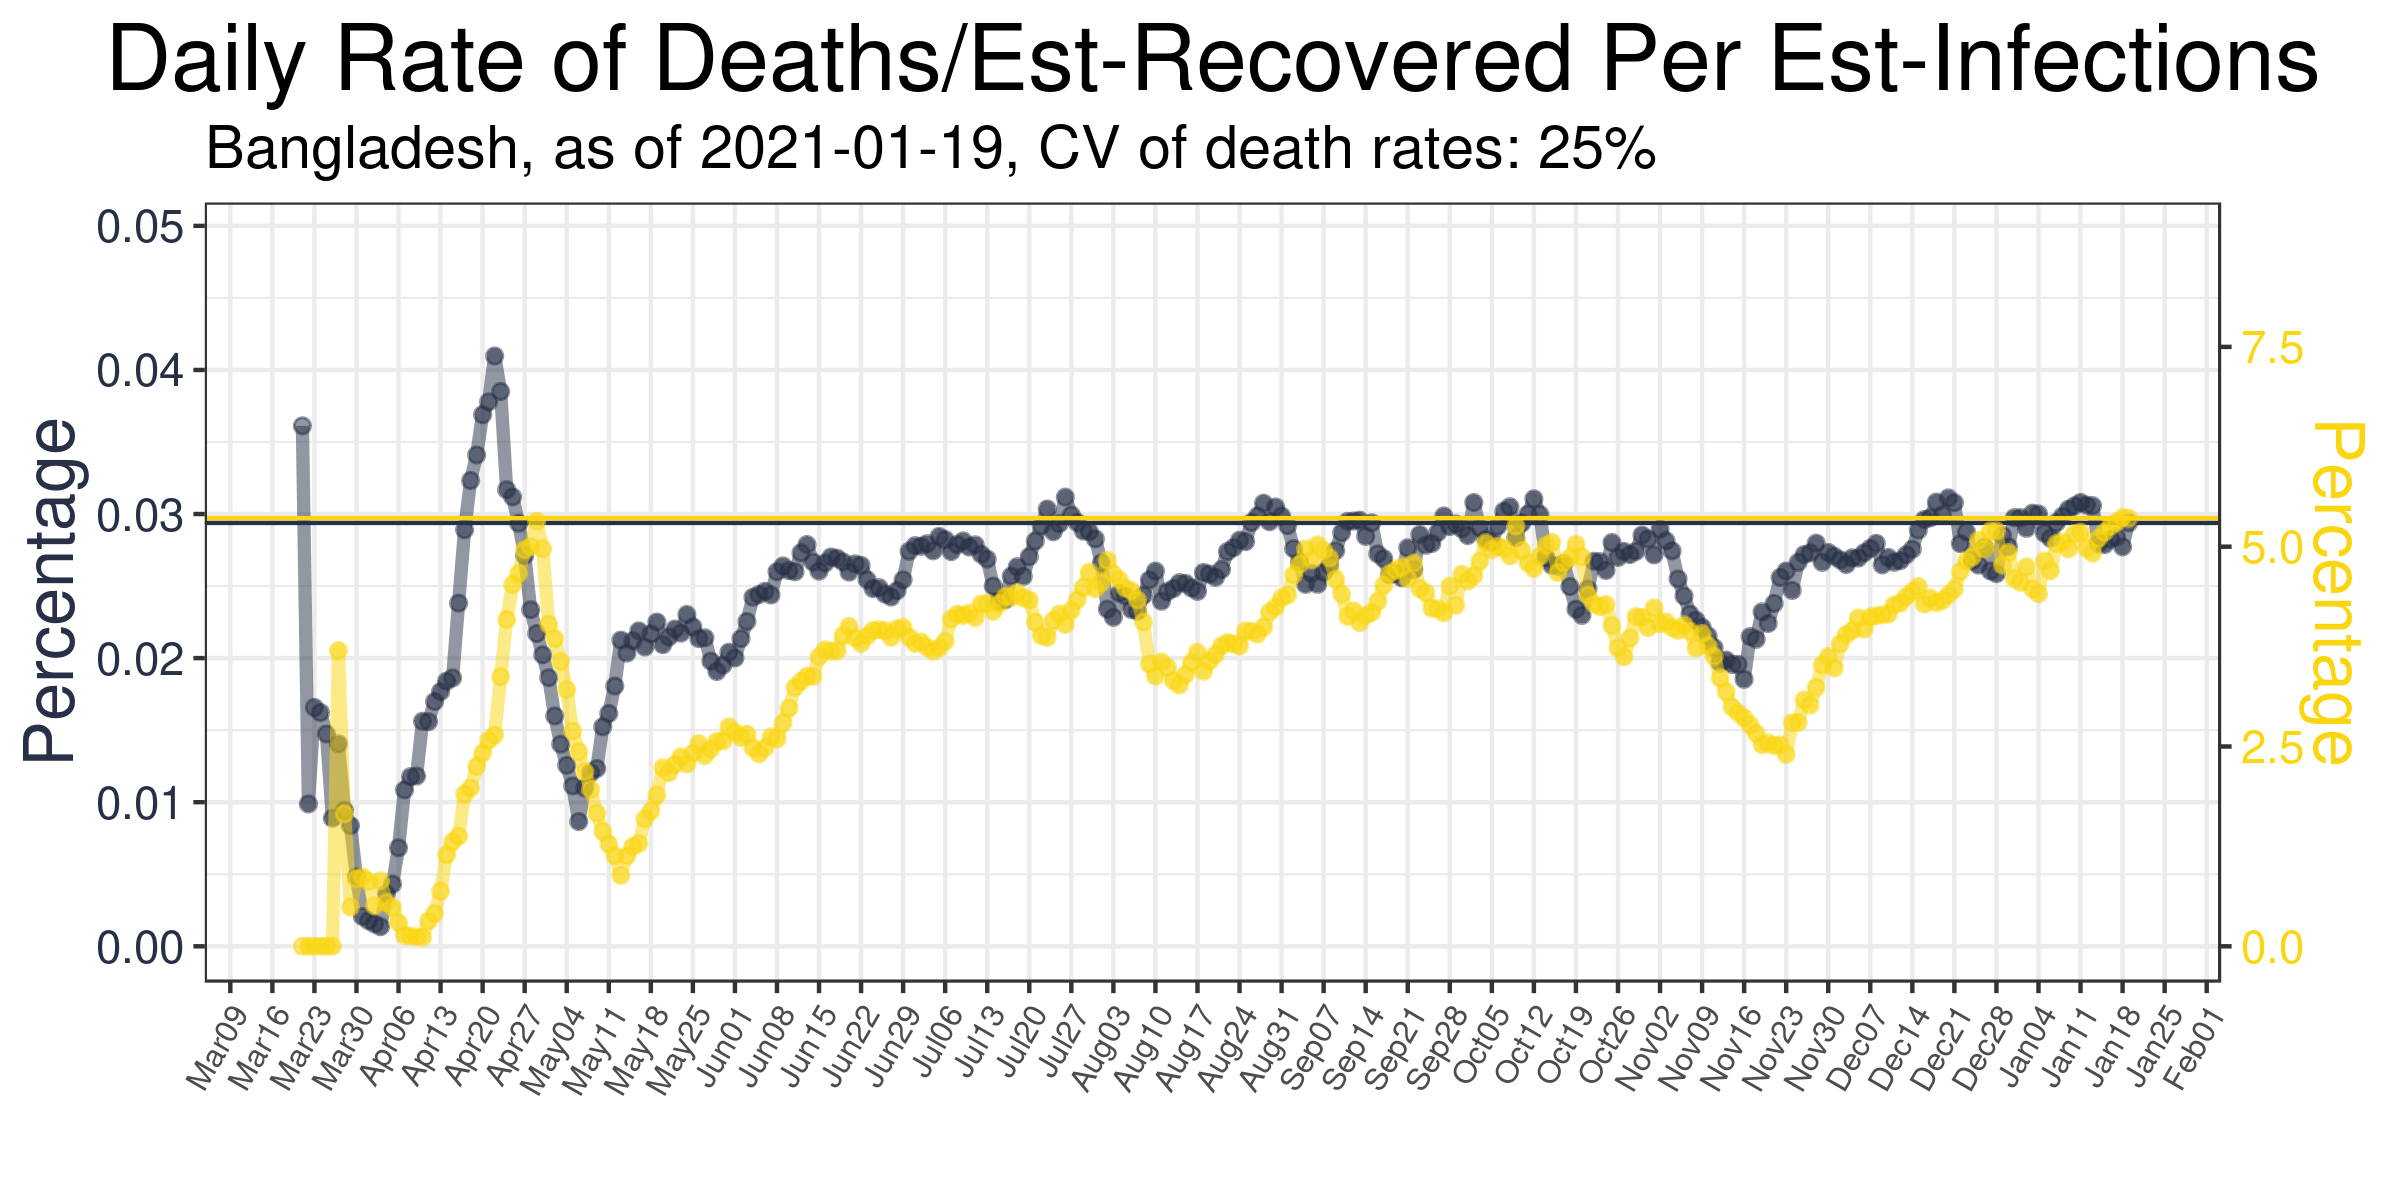 Daily Rate of Deaths/Est-Recovered Per Est-Infections
Bangladesh, as of 2021-01-19, CV of death rates: 25%
Percentage
0.05
0.04
0.03
0.02
0.01
0.00
7.5
5.0
2.5
0.0
Percentage
Mar09
Mar16
Mar23
Mar30
Apr06
Apr13
Apr20
Apr27
May04
May11
May18
May25
Jun01
Jun08
Jun15
Jun22
Jun29
Jul06
Jul13
Jul20
Jul27
Aug03
Aug10
Aug17
Aug24
Aug31
Sep07
Sep14
Sep21
Sep28
Oct05
Oct12
Oct19
Oct26
Nov02
Nov09
Nov16
Nov23
Nov30
Dec07
Dec14
Dec21
Dec28
Jan04
Jan11
Jan18
Jan25
Feb01